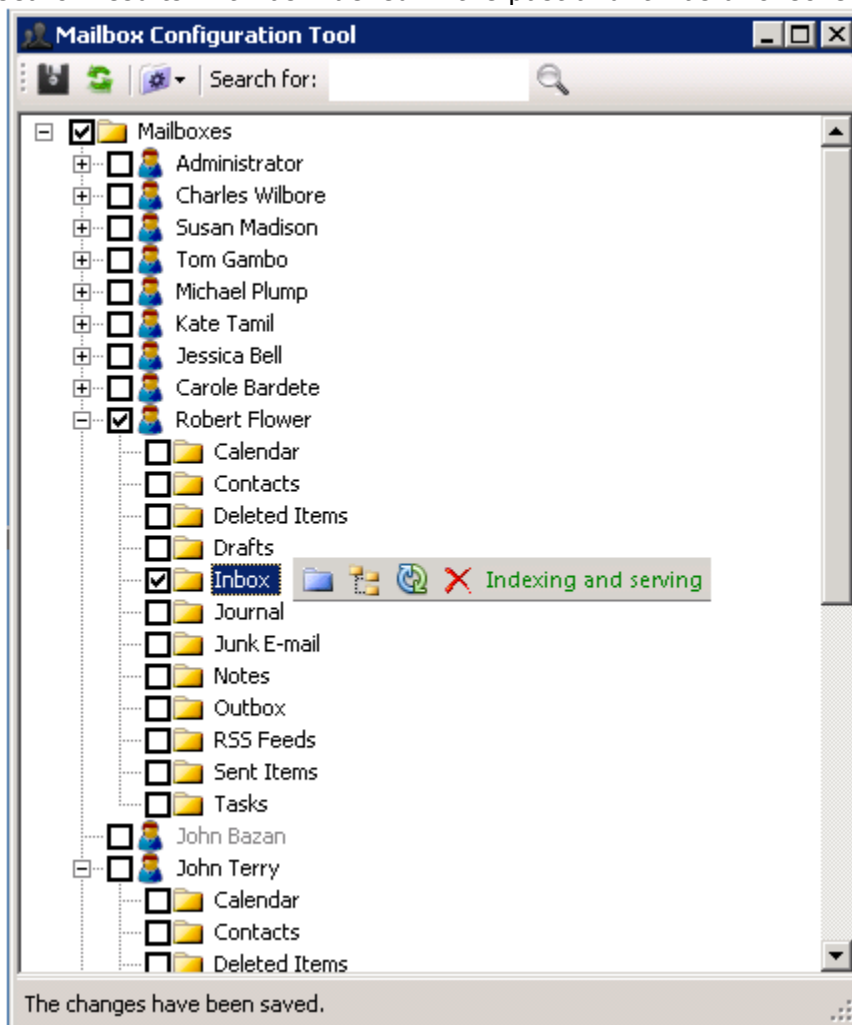 Mailbox Configuration Tool
Search for:
Mailboxes
Administrator
Charles Wilbore
Susan Madison
Tom Gambo
Michael Plump
Kate Tamil
Jessica Bell
Carole Bardete
Robert Flower
Calendar
Contacts
Deleted Items
Drafts
Inbox Indexing and serving
Journal
Junk E-mail
Notes
Outbox
RSS Feeds
Sent Items
Tasks
John Bazan
John Terry
Calendar
Contacts
Deleted Items
The changes have been saved.